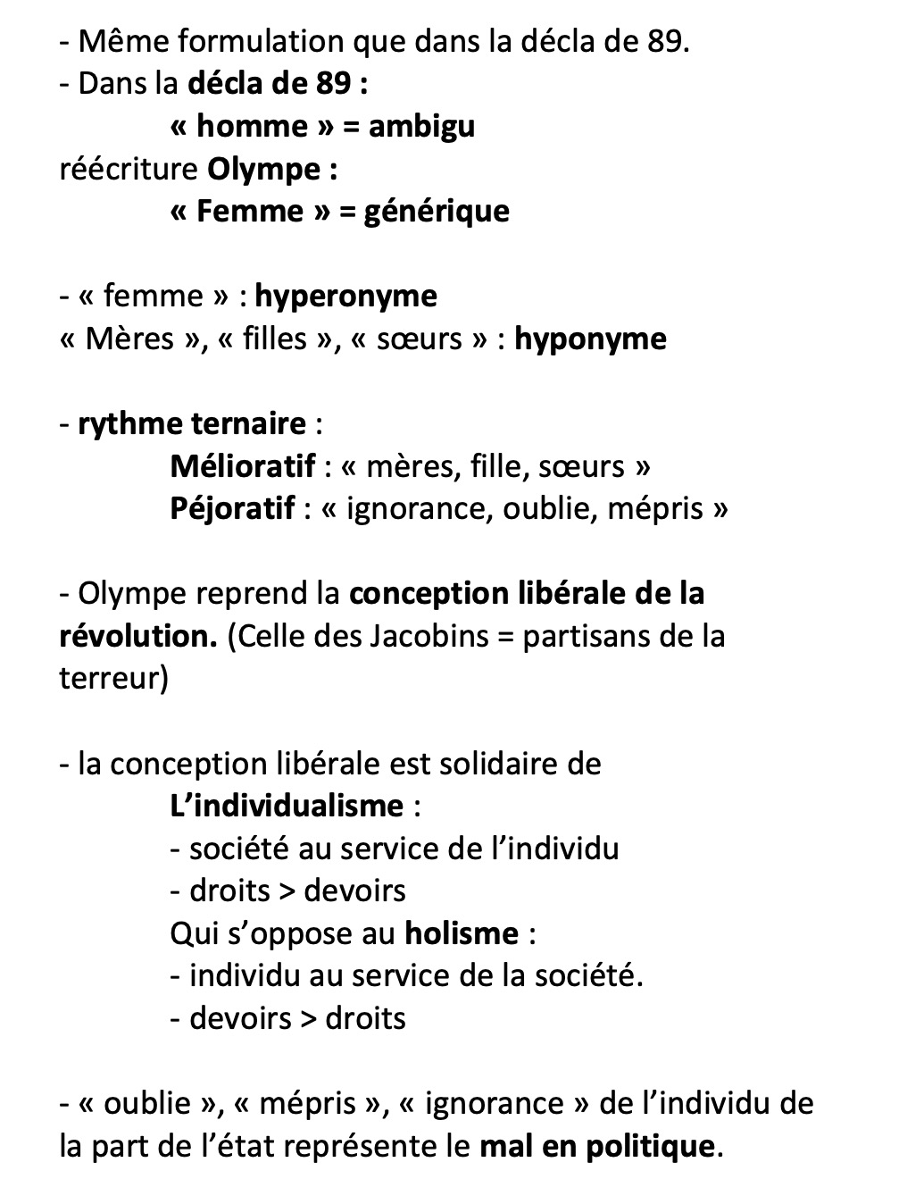 - Même formulation que dans la décla de 89.
- Dans la décla de 89 :
« homme » = ambigu
réécriture Olympe :
« Femme » = générique
- « femme » : hyperonyme
« Mères », « filles », « sœurs » : hyponyme
- rythme ternaire :
Mélioratif : « mères, fille, sœurs »
Péjoratif : « ignorance, oublie, mépris »
- Olympe reprend la conception libérale de la
révolution. (Celle des Jacobins = partisans de la
terreur)
- la conception libérale est solidaire de
L’individualisme :
- société au service de l’individu
- droits > devoirs
Qui s’oppose au holisme :
- individu au service de la société.
- devoirs > droits
- « oublie », « mépris », « ignorance » de l’individu de
la part de l’état représente le mal en politique.